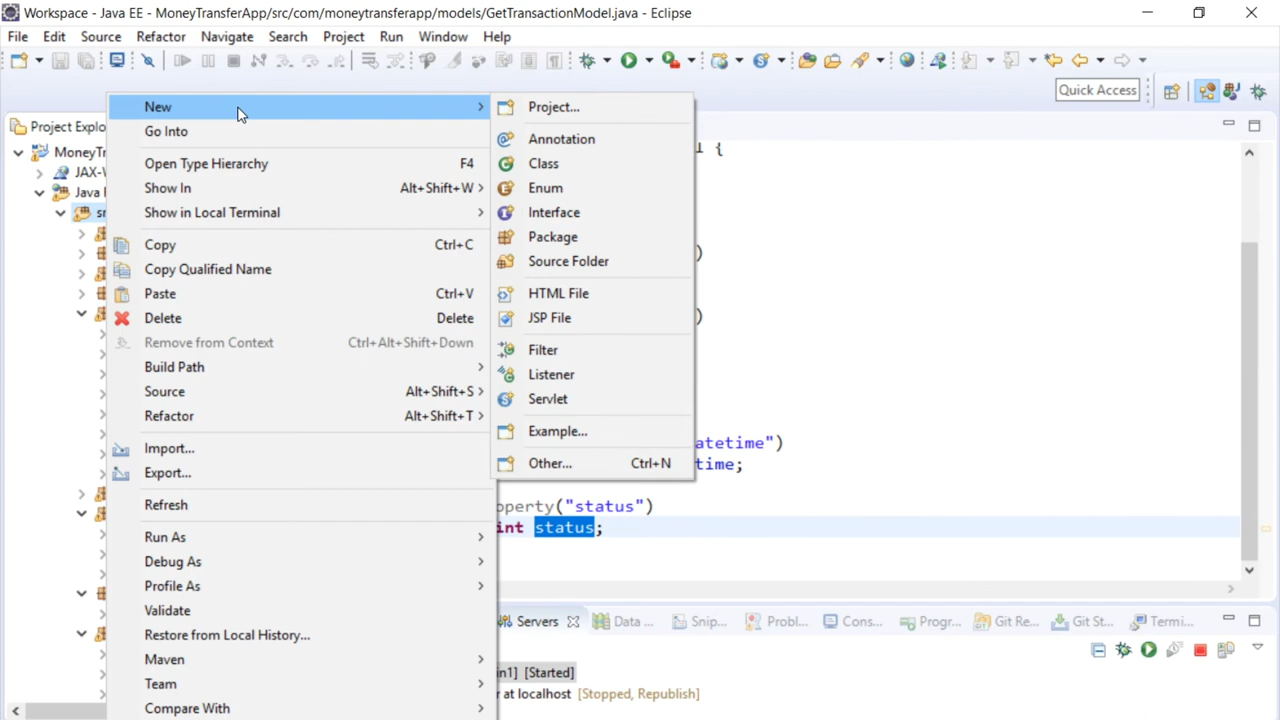 Workspace - Java EE - MoneyTransferApp/src/com/moneytransferapp/models/GetTransactionModel.java - Eclipse
File Edit Source Refactor Navigate Search Project Run Window Help
Quick Access
Project Explo
MoneyTr
JAX-W
Java
sr
New
Go Into
Open Type Hierarchy F4
Show In Alt+Shift+W
Show in Local Terminal
Copy Ctrl+C
Copy Qualified Name
Paste Ctrl+V
Delete Delete
Remove from Context Ctrl+Alt+Shift+Down
Build Path
Source Alt+Shift+S
Refactor Alt+Shift+T
Import...
Export...
Refresh
Run As
Debug As
Profile As
Validate
Restore from Local History...
Maven
Team
Compare With
Project...
Annotation
Class
Enum
Interface
Package
Source Folder
HTML File
JSP File
Filter
Listener
Servlet
Example...
Other... Ctrl+N
{
)
)
atetime")
time;
operty("status")
int status;
Servers Data ... Snip... Probl... Cons... Progr... Git Re... Git St... Termi...
in1] [Started]
r at localhost [Stopped, Republish]